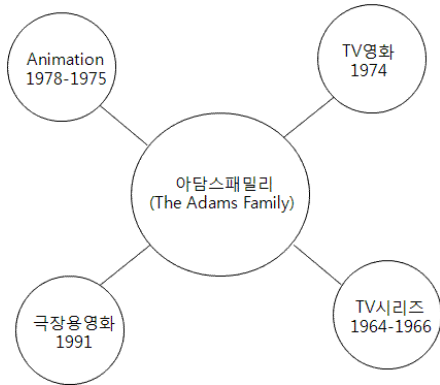 Animation
1978-1975
TV영화
1974
아담스패밀리
(The Adams Family)
극장용영화
1991
TV시리즈
1964-1966